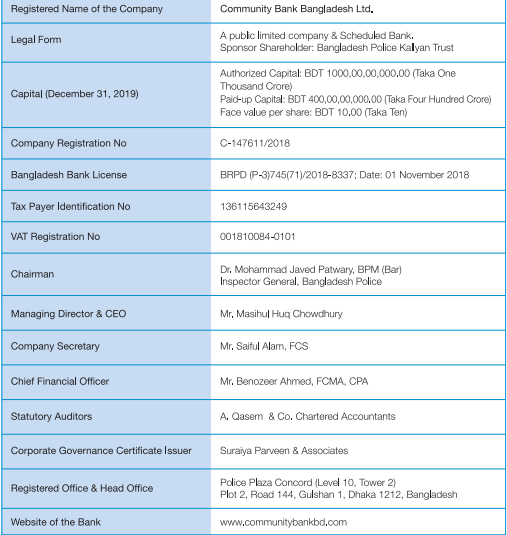 Registered Name of the Company
Community Bank Bangladesh Ltd.
Legal Form
A public limited company & Scheduled Bank.
Sponsor Shareholder: Bangladesh Police Kallyan Trust
Capital (December 31, 2019)
Authorized Capital: BDT 1000,00,00,000.00 (Taka One
Thousand Crore)
Paid-up Capital: BDT 400,00,00,000.00 (Taka Four Hundred Crore)
Face value per share: BDT 10.00 (Taka Ten)
Company Registration No
C-147611/2018
Bangladesh Bank License
BRPD (P-3)745(71)/2018-8337; Date: 01 November 2018
Tax Payer Identification No
136115643249
VAT Registration No
001810084-0101
Chairman
Dr. Mohammad Javed Patwary, BPM (Bar)
Inspector General, Bangladesh Police
Managing Director & CEO
Mr. Masihul Huq Chowdhury
Company Secretary
Mr. Saiful Alam, FCS
Chief Financial Officer
Mr. Benozeer Ahmed, FCMA, CPA
Statutory Auditors
A. Qasem & Co. Chartered Accountants
Corporate Governance Certificate Issuer
Suraiya Parveen & Associates
Registered Office & Head Office
Police Plaza Concord (Level 10, Tower 2)
Plot 2, Road 144, Gulshan 1, Dhaka 1212, Bangladesh
Website of the Bank
www.communitybankbd.com